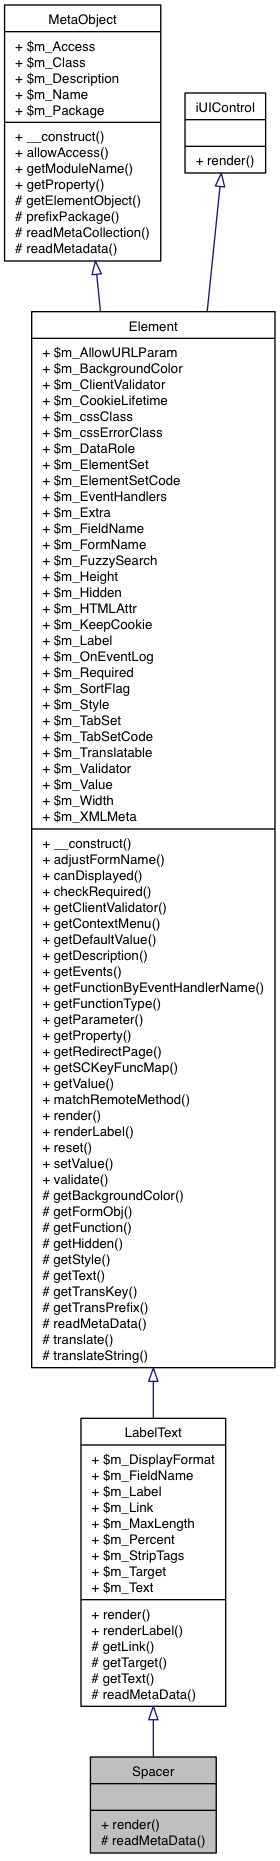 MetaObject
+ $m_Access
+ $m_Class
+ $m_Description
+ $m_Name
+ $m_Package
+ __construct()
+ allowAccess()
+ getModuleName()
+ getProperty()
# getElementObject()
# prefixPackage()
# readMetaCollection()
# readMetadata()
iUIControl
+ render()
Element
+ $m_AllowURLParam
+ $m_BackgroundColor
+ $m_ClientValidator
+ $m_CookieLifetime
+ $m_cssClass
+ $m_cssErrorClass
+ $m_DataRole
+ $m_ElementSet
+ $m_ElementSetCode
+ $m_EventHandlers
+ $m_Extra
+ $m_FieldName
+ $m_FormName
+ $m_FuzzySearch
+ $m_Height
+ $m_Hidden
+ $m_HTMLAttr
+ $m_KeepCookie
+ $m_Label
+ $m_OnEventLog
+ $m_Required
+ $m_SortFlag
+ $m_Style
+ $m_TabSet
+ $m_TabSetCode
+ $m_Translatable
+ $m_Validator
+ $m_Value
+ $m_Width
+ $m_XMLMeta
+ __construct()
+ adjustFormName()
+ canDisplayed()
+ checkRequired()
+ getClientValidator()
+ getContextMenu()
+ getDefaultValue()
+ getDescription()
+ getEvents()
+ getFunctionByEventHandlerName()
+ getFunctionType()
+ getParameter()
+ getProperty()
+ getRedirectPage()
+ getSCKeyFuncMap()
+ getValue()
+ matchRemoteMethod()
+ render()
+ renderLabel()
+ reset()
+ setValue()
+ validate()
# getBackgroundColor()
# getFormObj()
# getFunction()
# getHidden()
# getStyle()
# getText()
# getTransKey()
# getTransPrefix()
# readMetaData()
# translate()
# translateString()
LabelText
+ $m_DisplayFormat
+ $m_FieldName
+ $m_Label
+ $m_Link
+ $m_MaxLength
+ $m_Percent
+ $m_StripTags
+ $m_Target
+ $m_Text
+ render()
+ renderLabel()
# getLink()
# getTarget()
# getText()
# readMetaData()
Spacer
+ render()
# readMetaData()